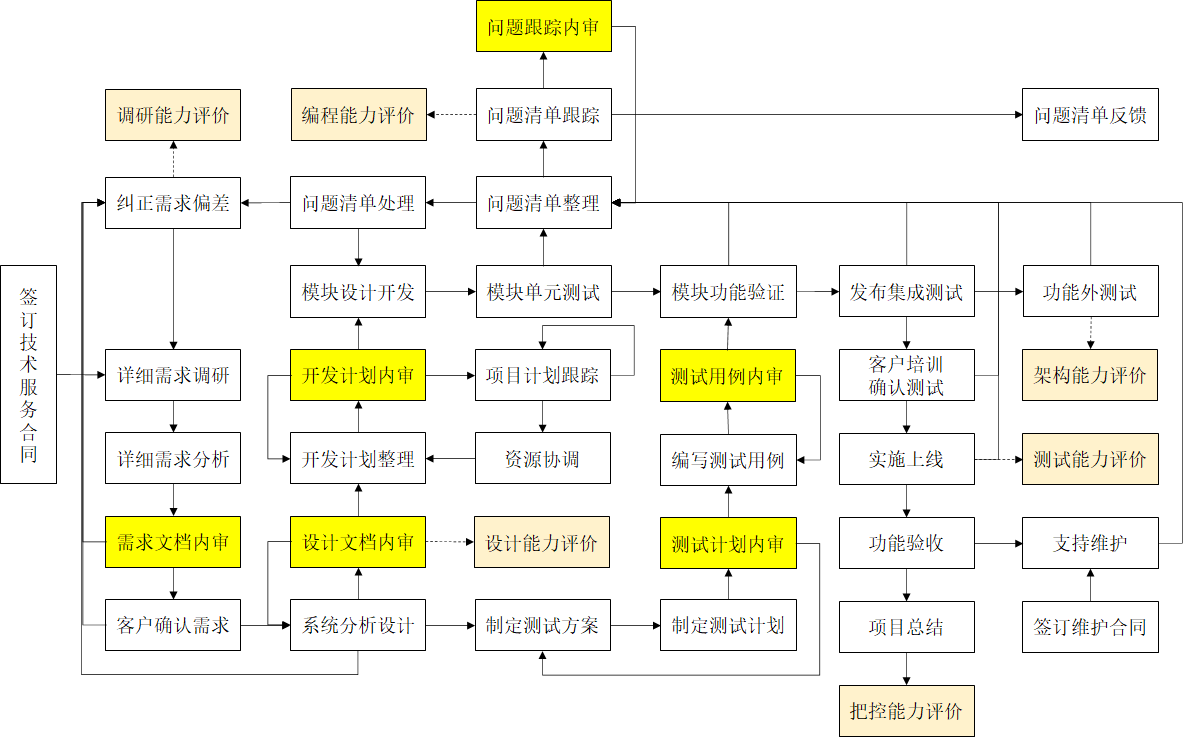 问题跟踪内审
调研能力评价
编程能力评价
问题清单跟踪
问题清单反馈
纠正需求偏差
问题清单处理
问题清单整理
签订技术服务合同
模块设计开发
模块单元测试
模块功能验证
发布集成测试
功能外测试
详细需求调研
开发计划内审
项目计划跟踪
测试用例内审
客户培训
确认测试
架构能力评价
详细需求分析
开发计划整理
资源协调
编写测试用例
实施上线
测试能力评价
需求文档内审
设计文档内审
设计能力评价
测试计划内审
功能验收
支持维护
客户确认需求
系统分析设计
制定测试方案
制定测试计划
项目总结
签订维护合同
把控能力评价